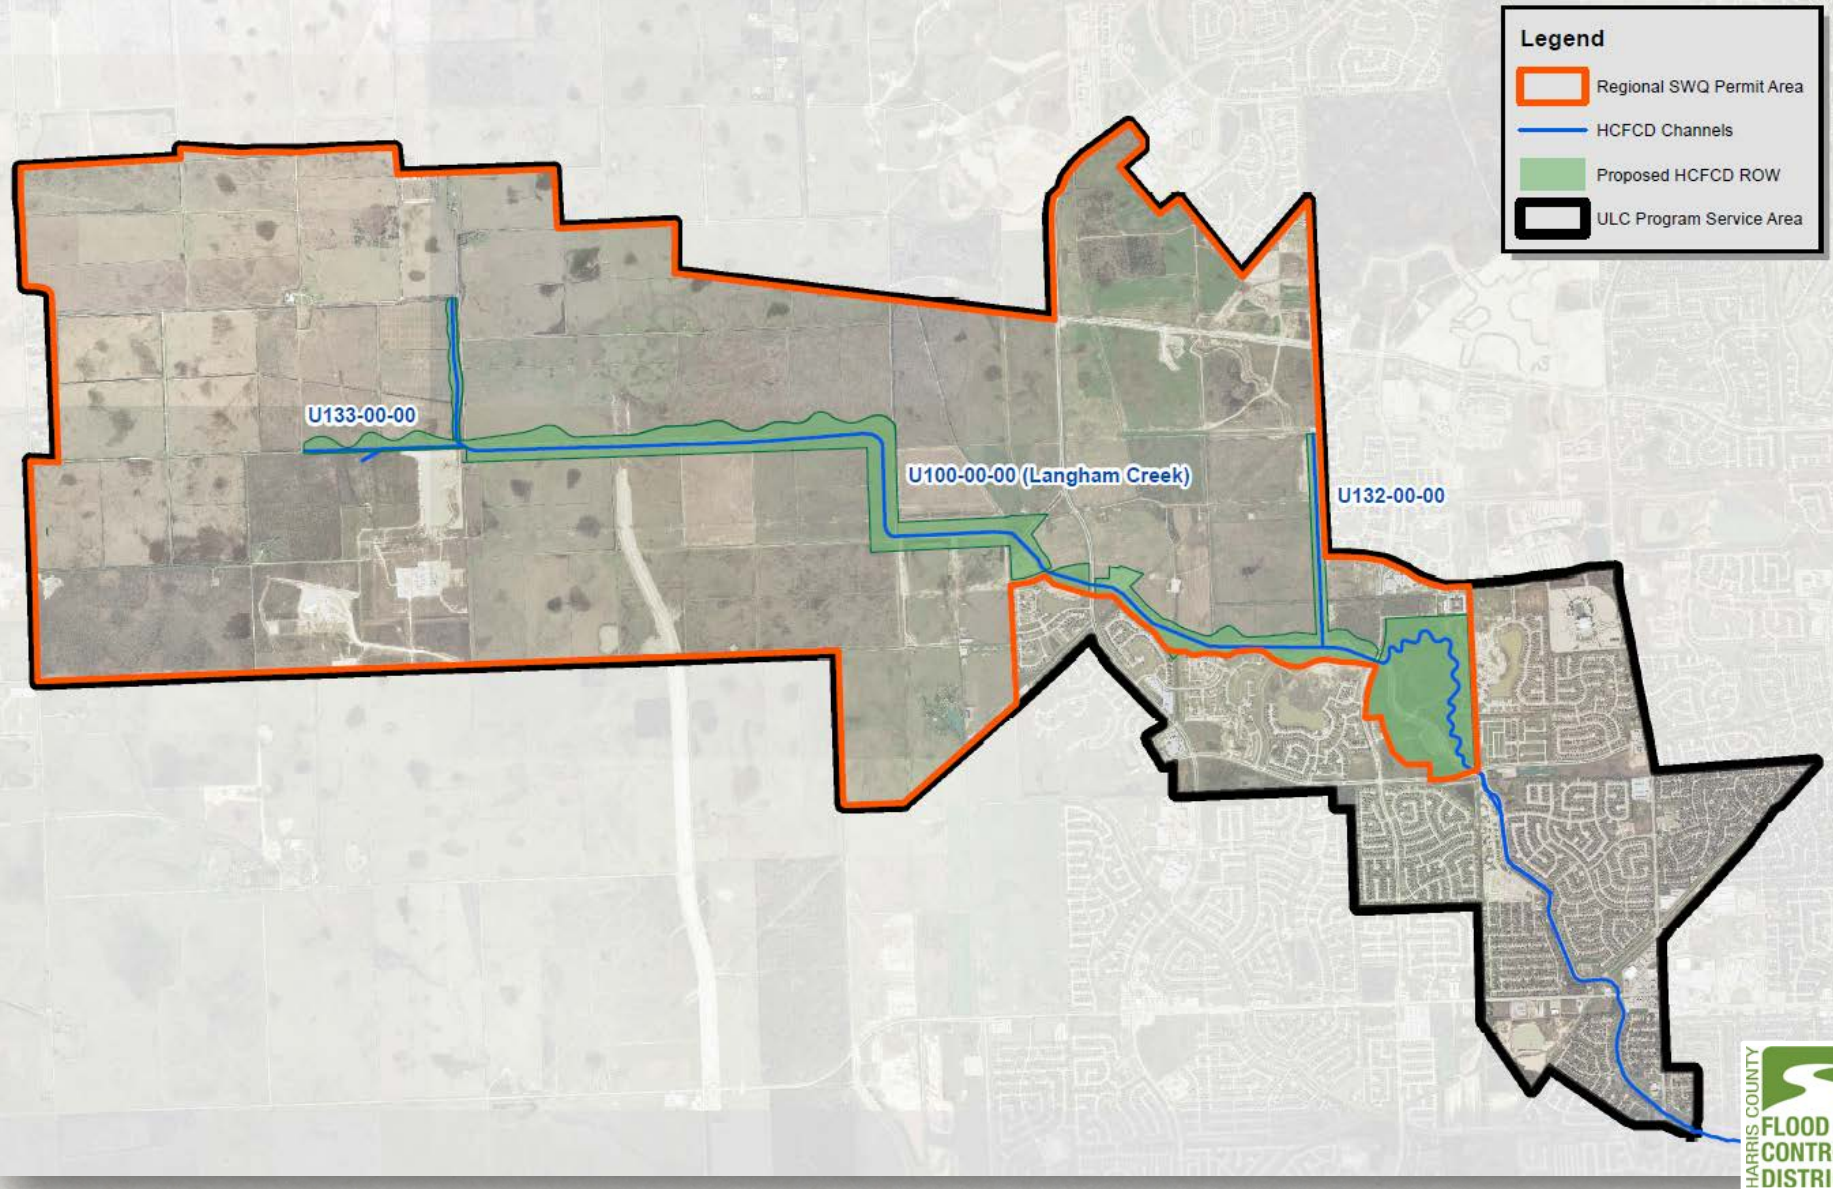 Legend
Regional SWQ Permit Area
HCFCD Channels
Proposed HCFCD ROW
ULC Program Service Area
U133-00-00
U100-00-00 (Langham Creek)
U132-00-00
HARRIS COUNTY
FLOOD
CONTR
DISTRI